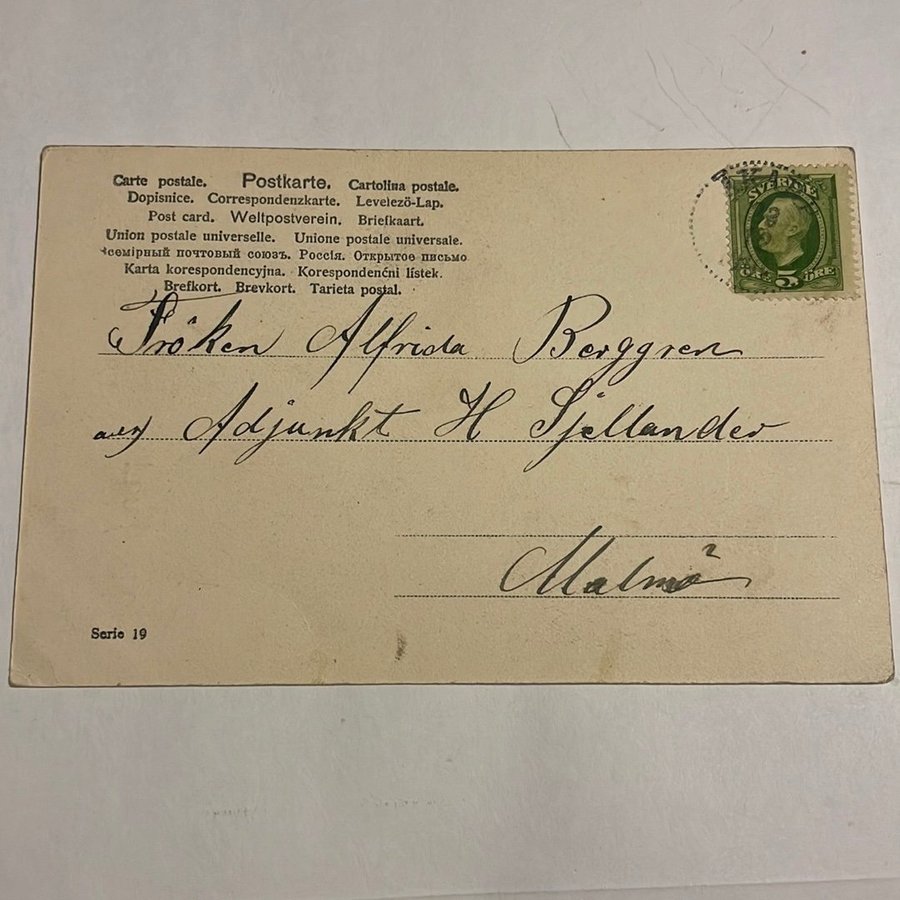 Carte postale. Postkarte. Cartolina postale.
Dopisnice. Correspondenzkarte. Levelező-Lap.
Post card. Weltpostverein. Briefkaart.
Union postale universelle. Unione postale universale.
Всемірный почтовый союзъ. Россія. Открытое письмо
Karta korespondencyjna. Korespondenční lístek.
Brefkort. Brevkort. Tarieta postal.
SVERIGE
5 ÖRE
Fröken Alfrida Berggren
Adjunkt H Sjellander
Malmö
Serie 19